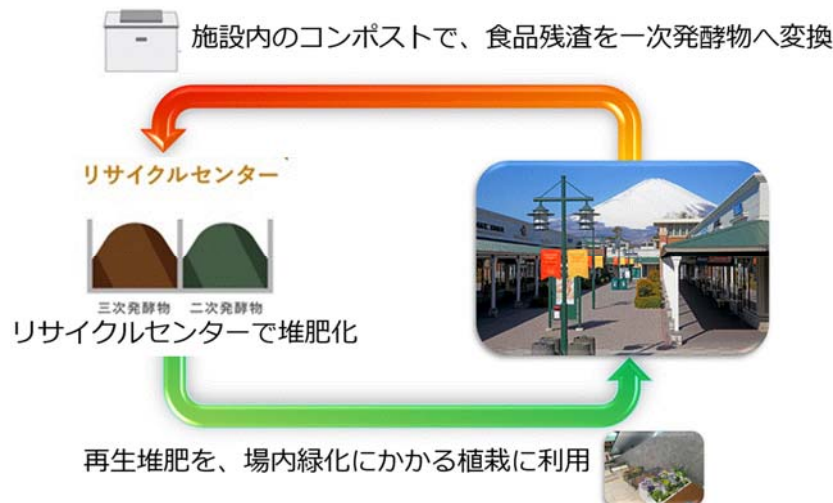 施設内のコンポストで、食品残渣を一次発酵物へ変換
リサイクルセンター
三次発酵物 二次発酵物
リサイクルセンターで堆肥化
再生堆肥を、場内緑化にかかる植栽に利用